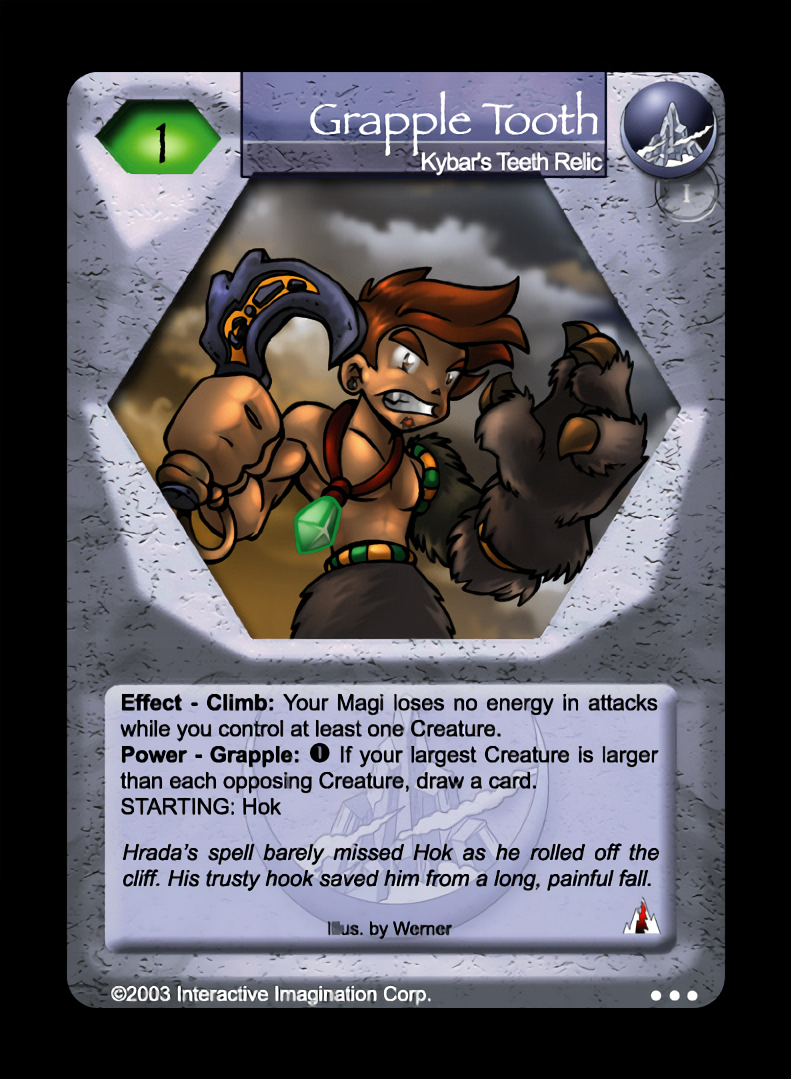 1
Grapple Tooth
Kybar's Teeth Relic
I
Effect - Climb: Your Magi loses no energy in attacks
while you control at least one Creature.
Power - Grapple: 1 If your largest Creature is larger
than each opposing Creature, draw a card.
STARTING: Hok
Hrada's spell barely missed Hok as he rolled off the
cliff. His trusty hook saved him from a long, painful fall.
Illus. by Werner
©2003 Interactive Imagination Corp.